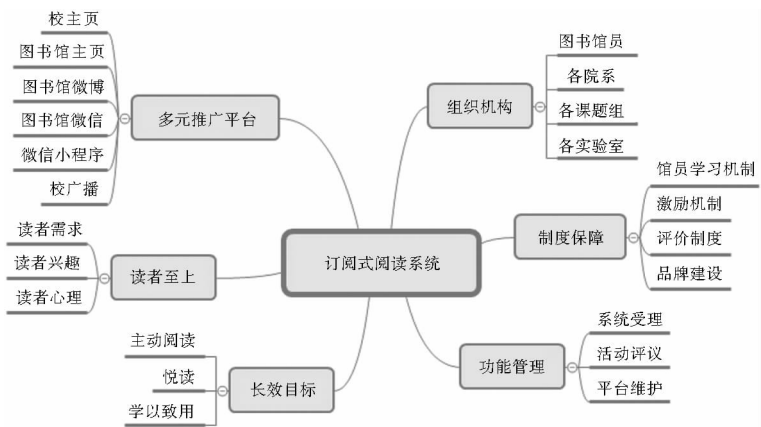 校主页
图书馆主页
图书馆微博
图书馆微信
微信小程序
校广播
多元推广平台
读者需求
读者兴趣
读者心理
读者至上
主动阅读
悦读
学以致用
长效目标
订阅式阅读系统
组织机构
图书馆员
各院系
各课题组
各实验室
制度保障
馆员学习机制
激励机制
评价制度
品牌建设
功能管理
系统受理
活动评议
平台维护